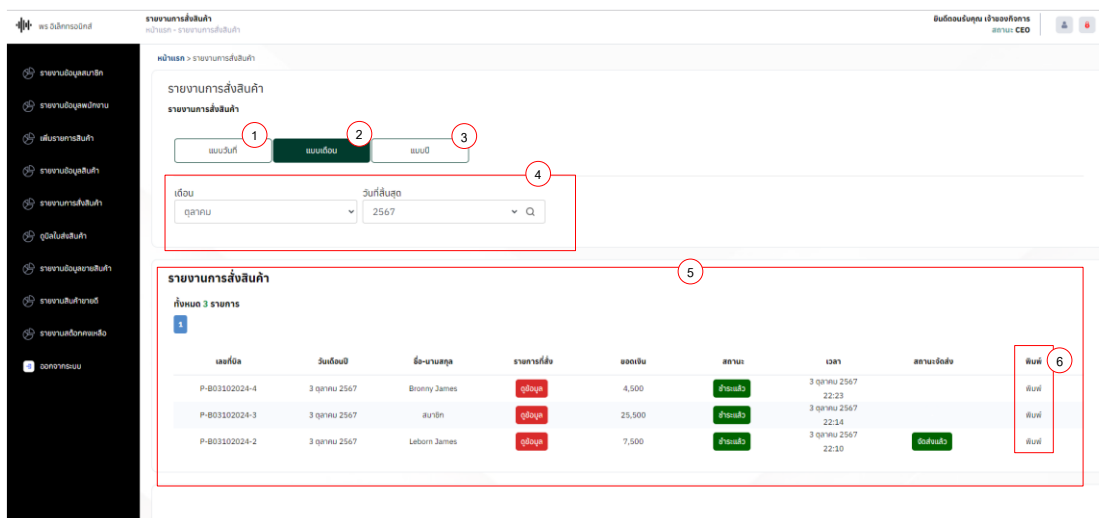 พร อิเล็กทรอนิกส์
รายงานการสั่งสินค้า
หน้าแรก - รายงานการสั่งสินค้า
ยินดีตอนรับคุณ เจ้าของกิจการ
สถานะ CEO
รายงานข้อมูลสมาชิก
รายงานข้อมูลพนักงาน
เพิ่มรายการสินค้า
รายงานข้อมูลสินค้า
รายงานการสั่งสินค้า
ดูบิลใบส่งสินค้า
รายงานข้อมูลขายสินค้า
รายงานสินค้าขายดี
รายงานสต็อกคงเหลือ
ออกจากระบบ
หน้าแรก > รายงานการสั่งสินค้า
รายงานการสั่งสินค้า
รายงานการสั่งสินค้า
1 2 3
แบบวันที่ แบบเดือน แบบปี
4
เดือน วันที่สิ้นสุด
ตุลาคม 2567
5
รายงานการสั่งสินค้า
ทั้งหมด 3 รายการ
1
เลขที่บิล วันเดือนปี ชื่อ-นามสกุล รายการที่สั่ง ยอดเงิน สถานะ เวลา สถานะจัดส่ง พิมพ์ 6
P-B03102024-4 3 ตุลาคม 2567 Bronny James ดูข้อมูล 4,500 ชำระแล้ว 3 ตุลาคม 2567 22:23 พิมพ์
P-B03102024-3 3 ตุลาคม 2567 สมาชิก ดูข้อมูล 25,500 ชำระแล้ว 3 ตุลาคม 2567 22:14 พิมพ์
P-B03102024-2 3 ตุลาคม 2567 Leborn James ดูข้อมูล 7,500 ชำระแล้ว 3 ตุลาคม 2567 22:10 จัดส่งแล้ว พิมพ์